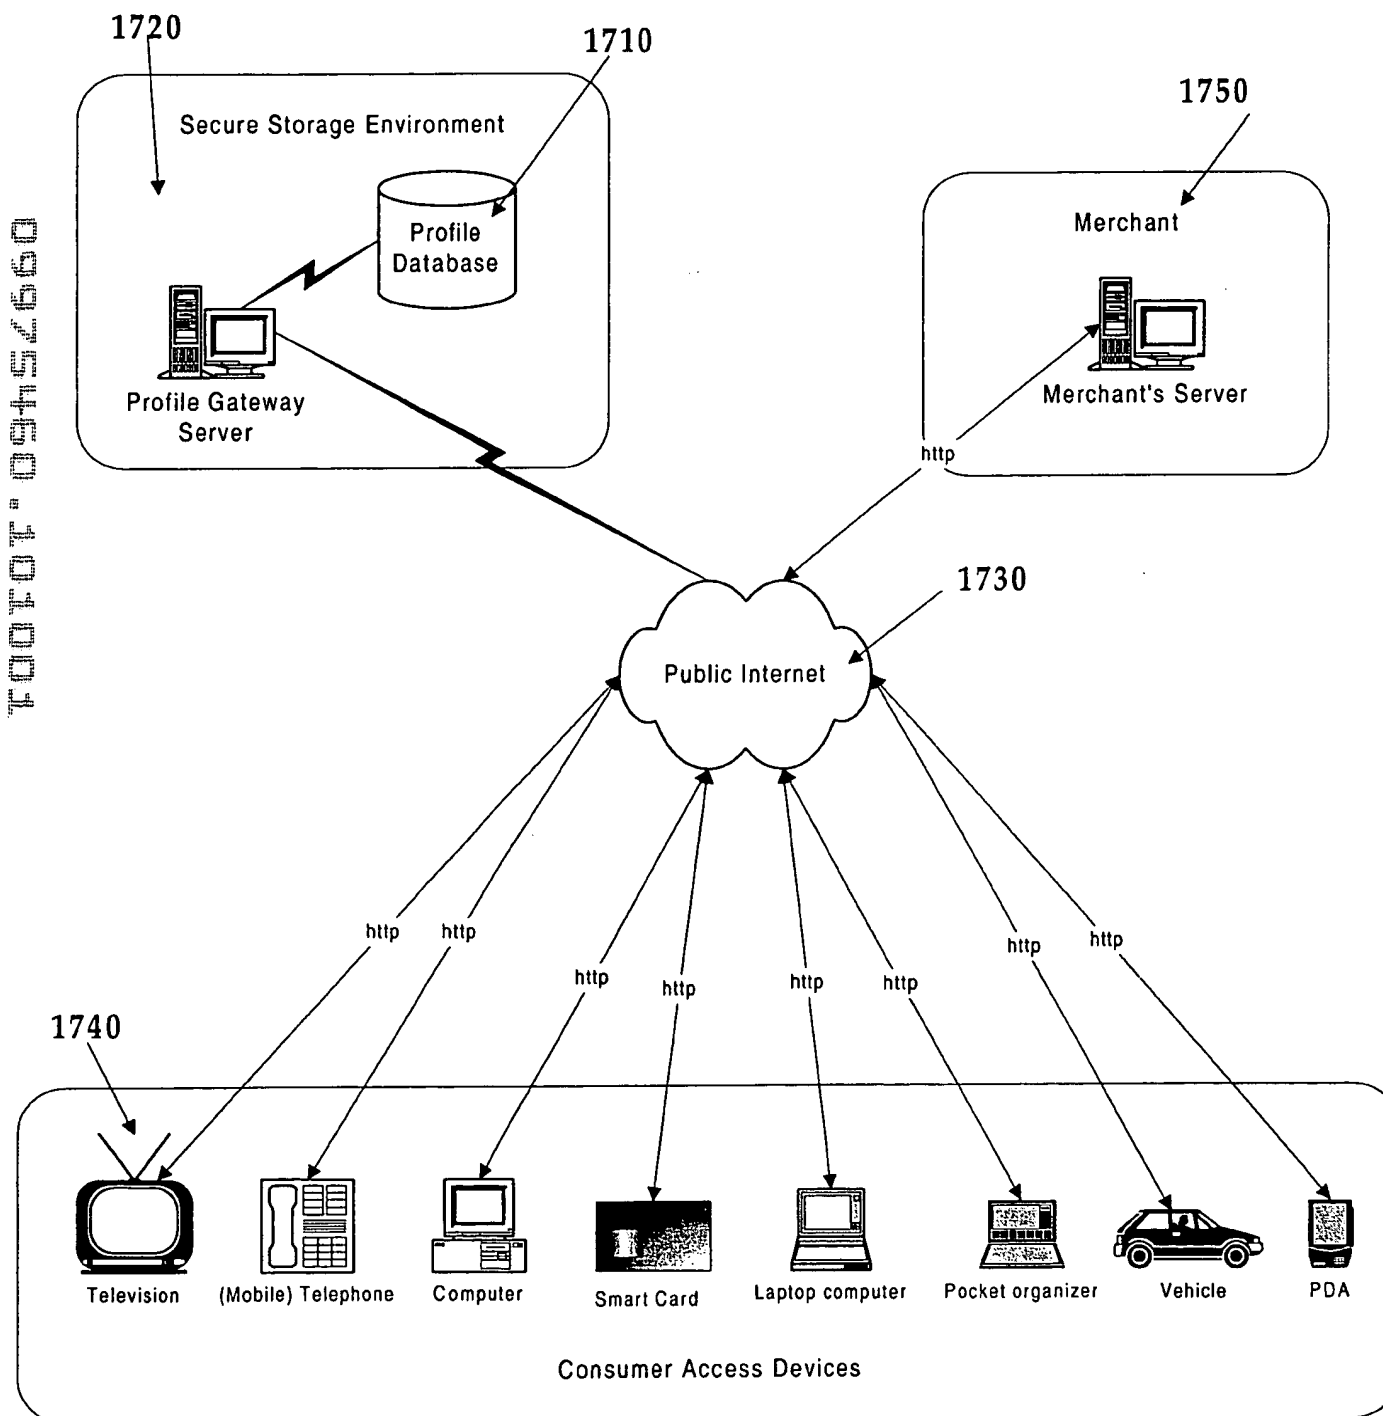 1720
1710
1750
Secure Storage Environment
Merchant
Profile
Database
Profile Gateway
Server
Merchant's Server
http
1730
Public Internet
http
http
http
http
http
http
http
http
1740
Television
(Mobile) Telephone
Computer
Smart Card
Laptop computer
Pocket organizer
Vehicle
PDA
Consumer Access Devices
09975460.101001